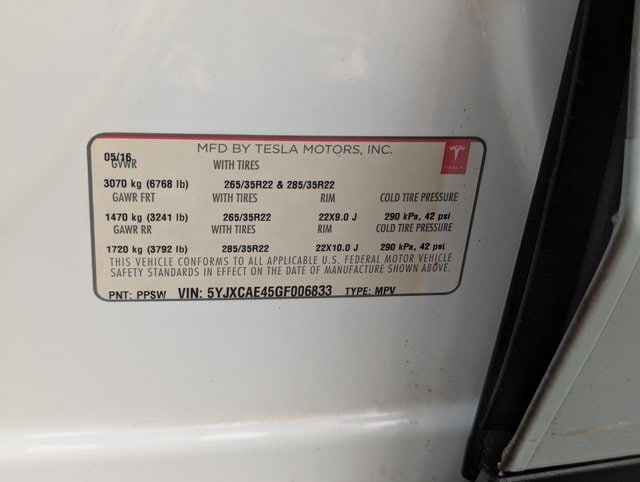 MFD BY TESLA MOTORS, INC.
05/16
GVWR WITH TIRES
3070 kg (6768 lb) 265/35R22 & 285/35R22
GAWR FRT WITH TIRES RIM COLD TIRE PRESSURE
1470 kg (3241 lb) 265/35R22 22X9.0 J 290 kPa, 42 psi
GAWR RR WITH TIRES RIM COLD TIRE PRESSURE
1720 kg (3792 lb) 285/35R22 22X10.0 J 290 kPa, 42 psi
THIS VEHICLE CONFORMS TO ALL APPLICABLE U.S. FEDERAL MOTOR VEHICLE
SAFETY STANDARDS IN EFFECT ON THE DATE OF MANUFACTURE SHOWN ABOVE.
PNT: PPSW VIN: 5YJXCAE45GF006833 TYPE: MPV